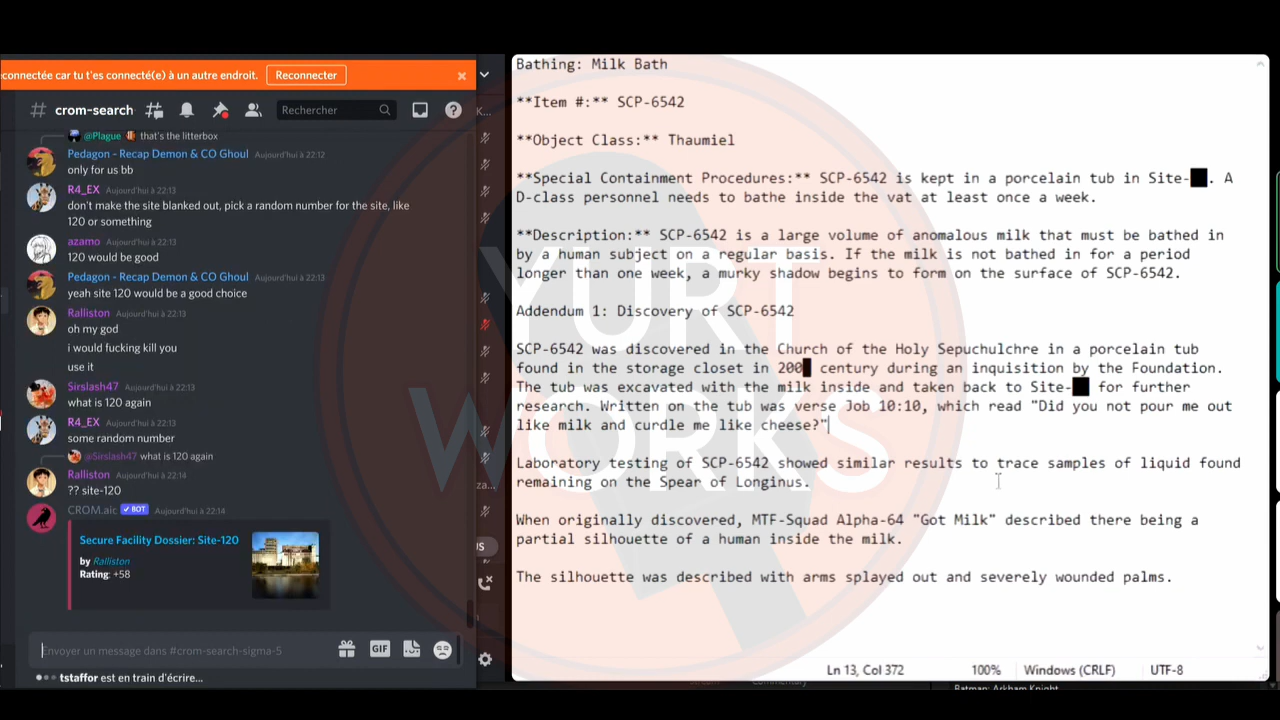 connectée car tu t'es connecté(e) à un autre endroit. Reconnecter
crom-search
Rechercher
@Plague that's the litterbox
Pedagon - Recap Demon & CO Ghoul Aujourd'hui à 22:12
only for us bb
R4_EX Aujourd'hui à 22:13
don't make the site blanked out, pick a random number for the site, like
120 or something
azamo Aujourd'hui à 22:13
120 would be good
Pedagon - Recap Demon & CO Ghoul Aujourd'hui à 22:13
yeah site 120 would be a good choice
Ralliston Aujourd'hui à 22:13
oh my god
i would fucking kill you
use it
Sirslash47 Aujourd'hui à 22:13
what is 120 again
R4_EX Aujourd'hui à 22:13
some random number
@Sirslash47 what is 120 again
Ralliston Aujourd'hui à 22:14
?? site-120
CROM.aic BOT Aujourd'hui à 22:14
Secure Facility Dossier: Site-120
by Ralliston
Rating: +58
Envoyer un message dans #crom-search-sigma-5
GIF
tstaffor est en train d'écrire...
K...
za...
US
Bathing: Milk Bath
**Item #:** SCP-6542
**Object Class:** Thaumiel
**Special Containment Procedures:** SCP-6542 is kept in a porcelain tub in Site-██. A
D-class personnel needs to bathe inside the vat at least once a week.
**Description:** SCP-6542 is a large volume of anomalous milk that must be bathed in
by a human subject on a regular basis. If the milk is not bathed in for a period
longer than one week, a murky shadow begins to form on the surface of SCP-6542.
Addendum 1: Discovery of SCP-6542
SCP-6542 was discovered in the Church of the Holy Sepuchulchre in a porcelain tub
found in the storage closet in 200█ century during an inquisition by the Foundation.
The tub was excavated with the milk inside and taken back to Site-██ for further
research. Written on the tub was verse Job 10:10, which read "Did you not pour me out
like milk and curdle me like cheese?"
Laboratory testing of SCP-6542 showed similar results to trace samples of liquid found
remaining on the Spear of Longinus.
When originally discovered, MTF-Squad Alpha-64 "Got Milk" described there being a
partial silhouette of a human inside the milk.
The silhouette was described with arms splayed out and severely wounded palms.
Ln 13, Col 372 100% Windows (CRLF) UTF-8
Batman: Arkham Knight
YURT
WORKS